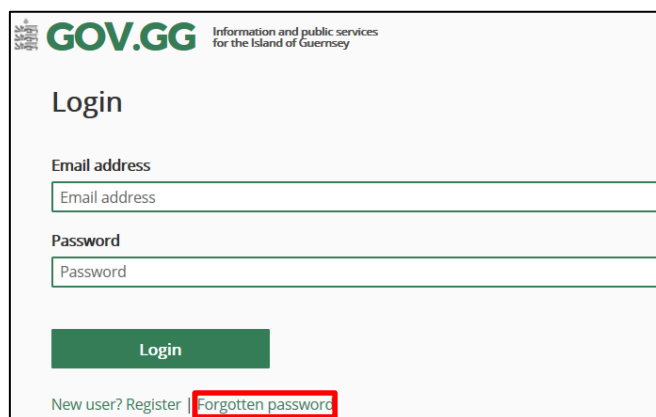 GOV.GG
Information and public services
for the Island of Guernsey
Login
Email address
Email address
Password
Password
Login
New user? Register | Forgotten password